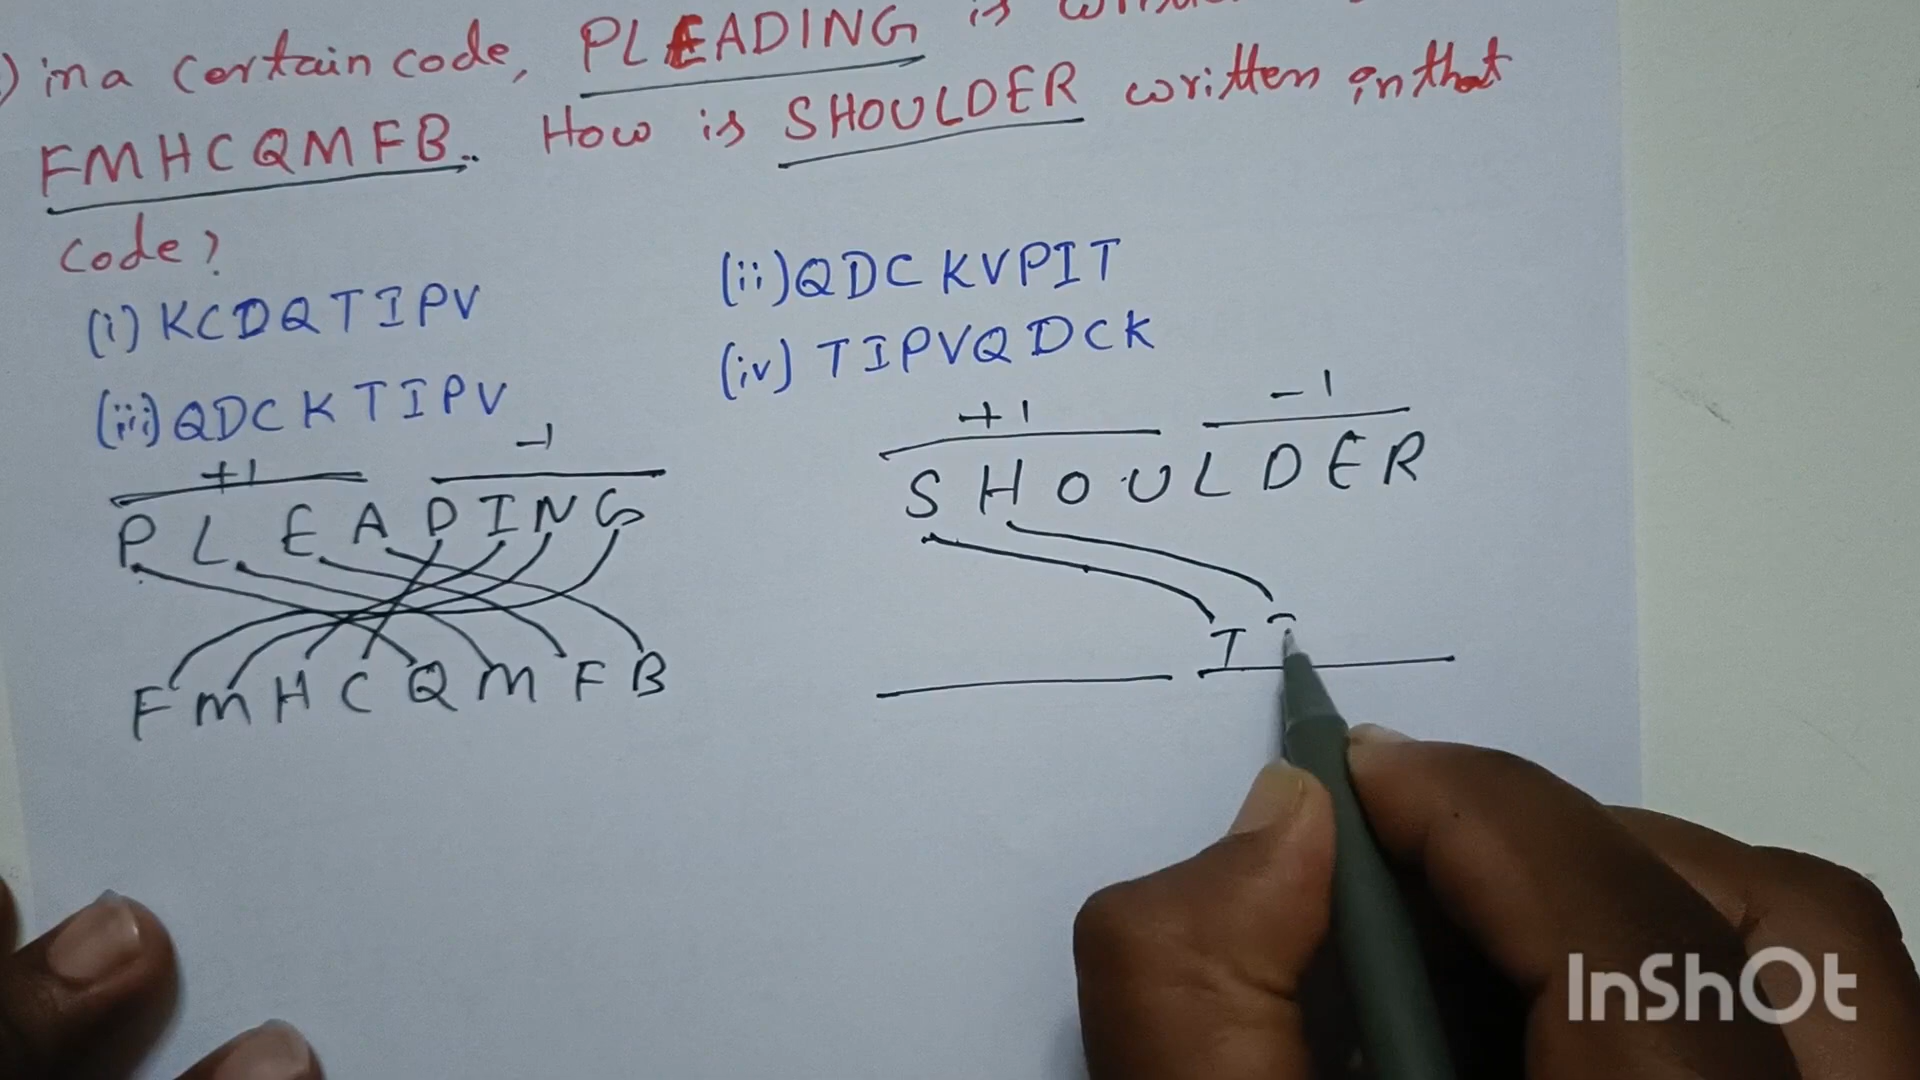 ) in a certain code, PLEADING is
FMHCQMFB.. How is SHOULDER written in that
code?
(i) KCDQTIPV
(ii) QDCKVPIT
(iii) QDCKTIPV
(iv) TIPVQDCK
+1 -1
PLEADING
FMHCQMFB
+1 -1
SHOULDER
T
InShOt